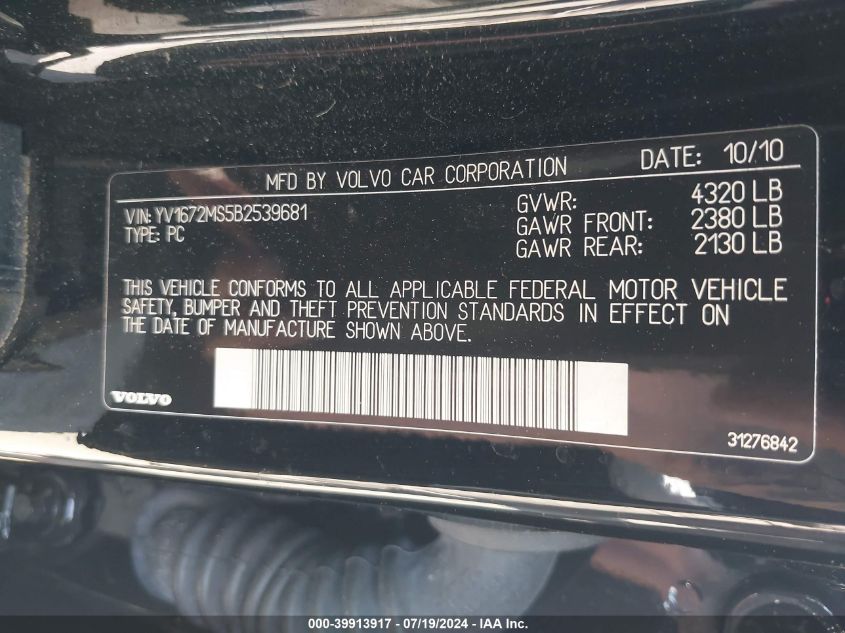 MFD BY VOLVO CAR CORPORATION DATE: 10/10
VIN: YV1672MS5B2539681 GVWR: 4320 LB
TYPE: PC GAWR FRONT: 2380 LB
GAWR REAR: 2130 LB
THIS VEHICLE CONFORMS TO ALL APPLICABLE FEDERAL MOTOR VEHICLE
SAFETY, BUMPER AND THEFT PREVENTION STANDARDS IN EFFECT ON
THE DATE OF MANUFACTURE SHOWN ABOVE.
VOLVO
31276842
000-39913917 - 07/19/2024 - IAA Inc.